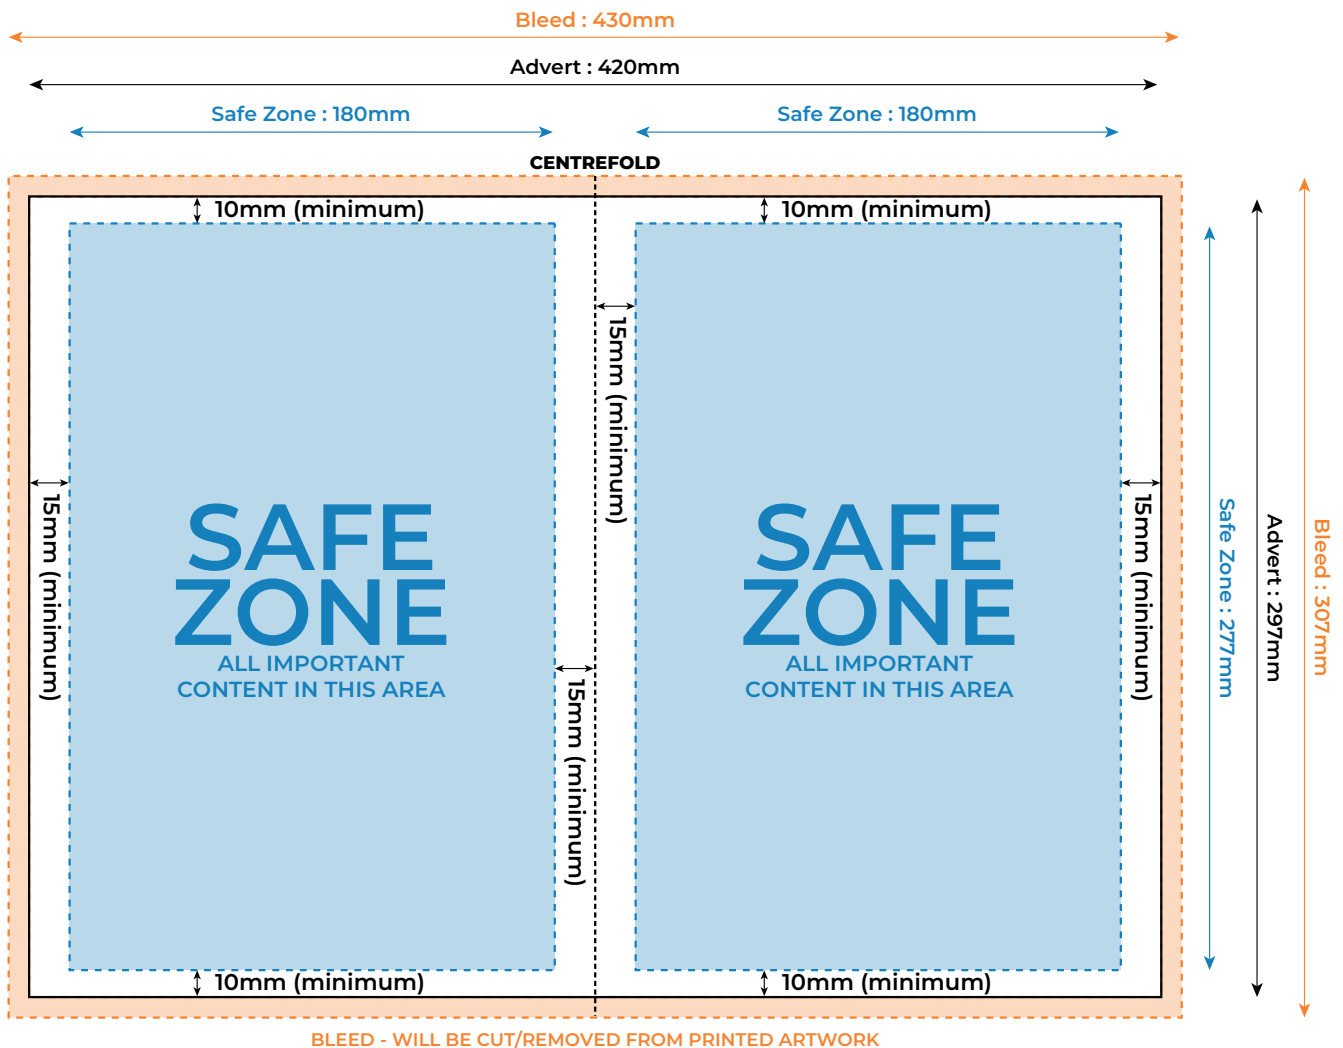 Bleed : 430mm
Advert : 420mm
Safe Zone : 180mm
Safe Zone : 180mm
CENTREFOLD
10mm (minimum)
10mm (minimum)
15mm (minimum)
15mm (minimum)
SAFE
ZONE
ALL IMPORTANT
CONTENT IN THIS AREA
15mm (minimum)
SAFE
ZONE
ALL IMPORTANT
CONTENT IN THIS AREA
15mm (minimum)
Safe Zone : 277mm
Advert : 297mm
Bleed : 307mm
10mm (minimum)
10mm (minimum)
BLEED - WILL BE CUT/REMOVED FROM PRINTED ARTWORK